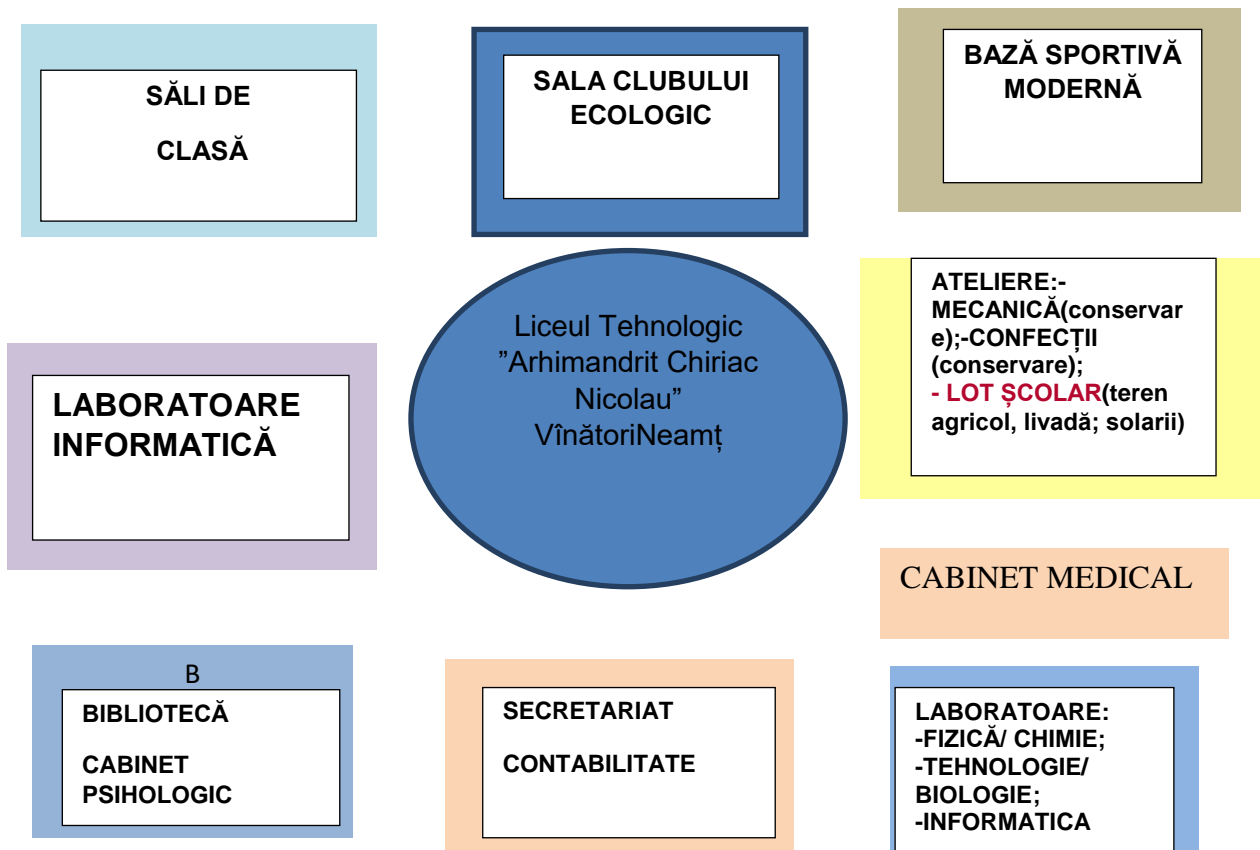 SĂLI DE
CLASĂ
SALA CLUBULUI
ECOLOGIC
BAZĂ SPORTIVĂ
MODERNĂ
Liceul Tehnologic
”Arhimandrit Chiriac
Nicolau”
VînătoriNeamț
ATELIERE:-
MECANICĂ(conservar
e);-CONFECȚII
(conservare);
- LOT ȘCOLAR(teren
agricol, livadă; solarii)
LABORATOARE
INFORMATICĂ
CABINET MEDICAL
B
BIBLIOTECĂ
CABINET
PSIHOLOGIC
SECRETARIAT
CONTABILITATE
LABORATOARE:
-FIZICĂ/ CHIMIE;
-TEHNOLOGIE/
BIOLOGIE;
-INFORMATICA